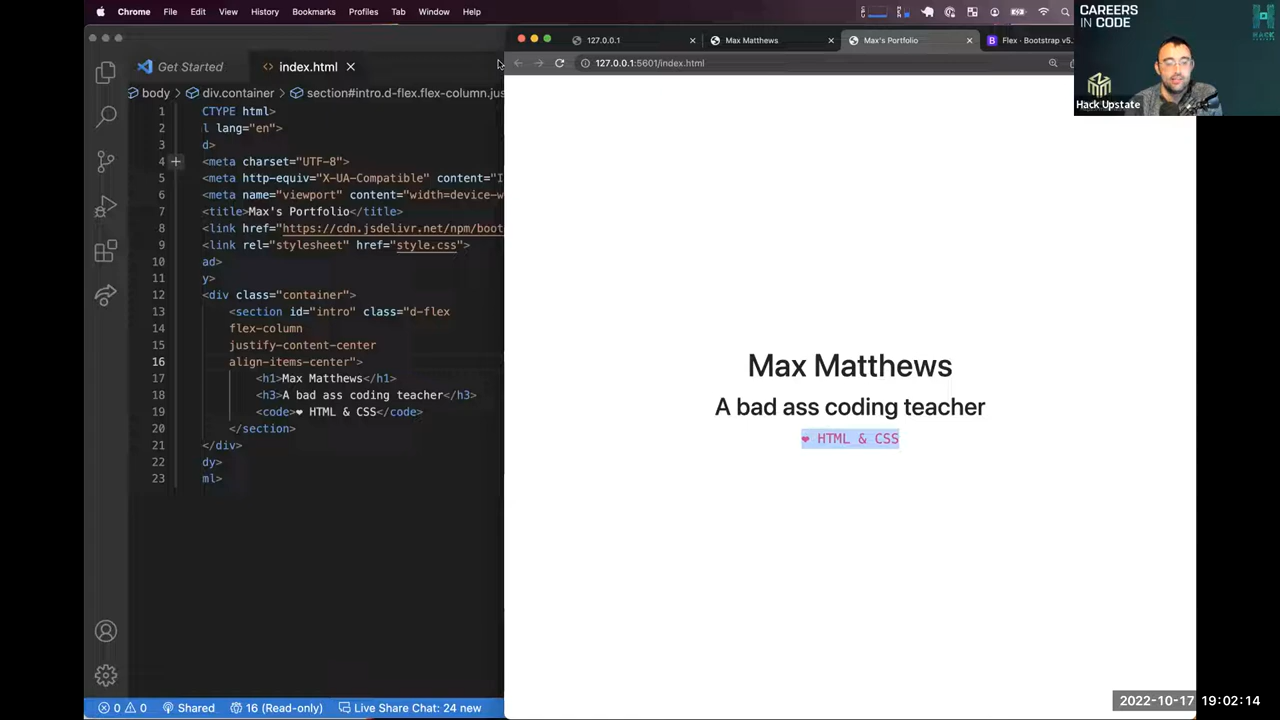 Chrome File Edit View History Bookmarks Profiles Tab Window Help
CAREERS
IN CODE
HACK
Hack Upstate
Get Started
index.html
body
div.container
section#intro.d-flex.flex-column.jus
1 CTYPE html>
2 l lang="en">
3 d>
4 <meta charset="UTF-8">
5 <meta http-equiv="X-UA-Compatible" content="I
6 <meta name="viewport" content="width=device-w
7 <title>Max's Portfolio</title>
8 <link href="https://cdn.jsdelivr.net/npm/boot
9 <link rel="stylesheet" href="style.css">
10 ad>
11 y>
12 <div class="container">
13 <section id="intro" class="d-flex
14 flex-column
15 justify-content-center
16 align-items-center">
17 <h1>Max Matthews</h1>
18 <h3>A bad ass coding teacher</h3>
19 <code>❤ HTML & CSS</code>
20 </section>
21 </div>
22 dy>
23 ml>
0 0 Shared 16 (Read-only) Live Share Chat: 24 new
127.0.0.1
Max Matthews
Max's Portfolio
Flex · Bootstrap v5.
127.0.0.1:5601/index.html
Max Matthews
A bad ass coding teacher
❤ HTML & CSS
2022-10-17 19:02:14